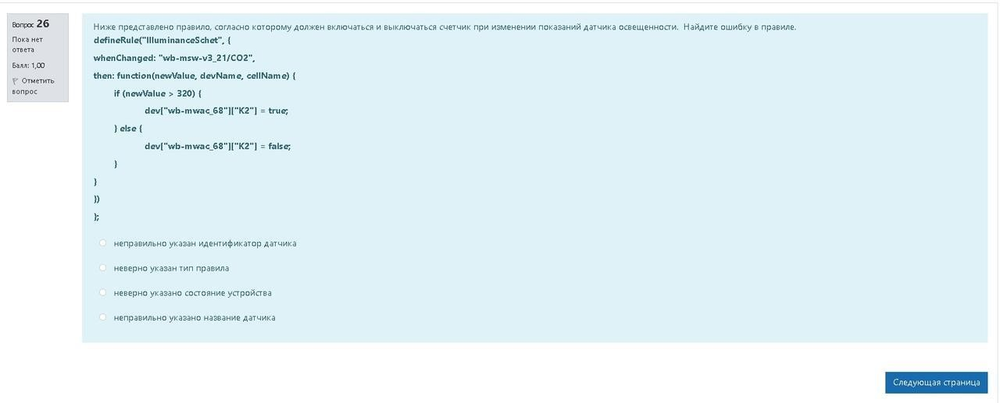 Вопрос 26
Пока нет
ответа
Балл: 1,00
Отметить
вопрос
Ниже представлено правило, согласно которому должен включаться и выключаться счетчик при изменении показаний датчика освещенности. Найдите ошибку в правиле.
defineRule("IlluminanceSchet", {
whenChanged: "wb-msw-v3_21/CO2",
then: function(newValue, devName, cellName) {
if (newValue > 320) {
dev["wb-mwac_68"]["K2"] = true;
} else {
dev["wb-mwac_68"]["K2"] = false;
}
}
})
};
неправильно указан идентификатор датчика
неверно указан тип правила
неверно указано состояние устройства
неправильно указано название датчика
Следующая страница